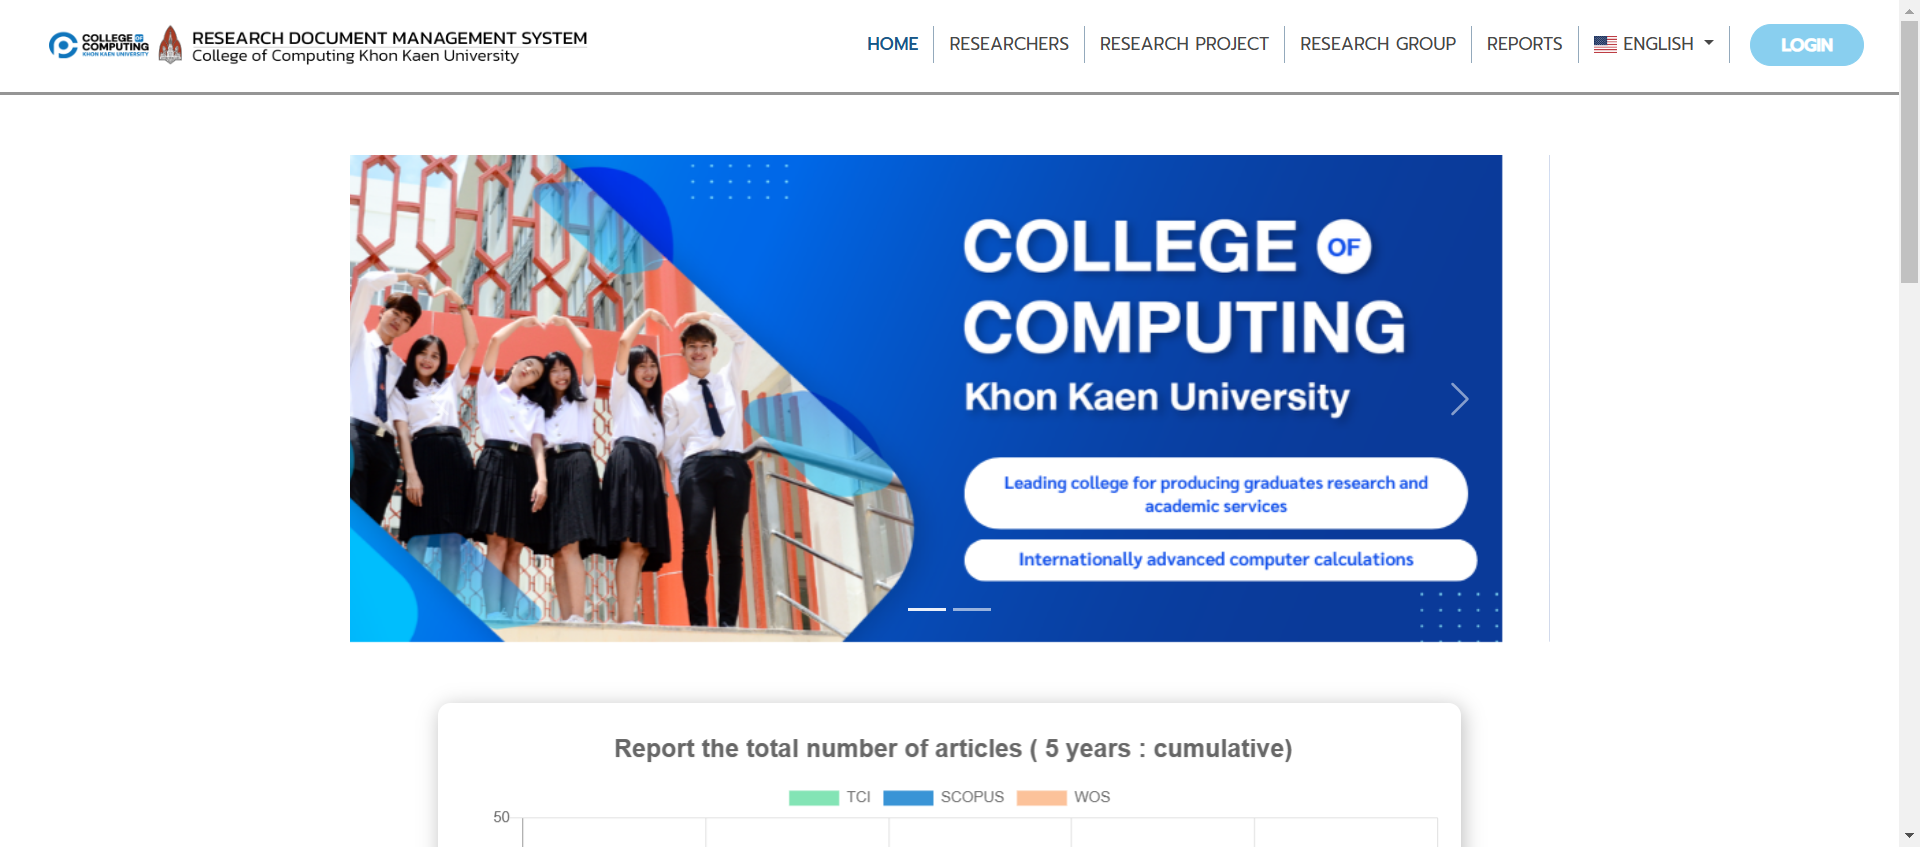 COLLEGE OF
COMPUTING
KHON KAEN UNIVERSITY
RESEARCH DOCUMENT MANAGEMENT SYSTEM
College of Computing Khon Kaen University
HOME
RESEARCHERS
RESEARCH PROJECT
RESEARCH GROUP
REPORTS
ENGLISH
LOGIN
COLLEGE OF
COMPUTING
Khon Kaen University
Leading college for producing graduates research and
academic services
Internationally advanced computer calculations
Report the total number of articles ( 5 years : cumulative)
TCI
SCOPUS
WOS
50